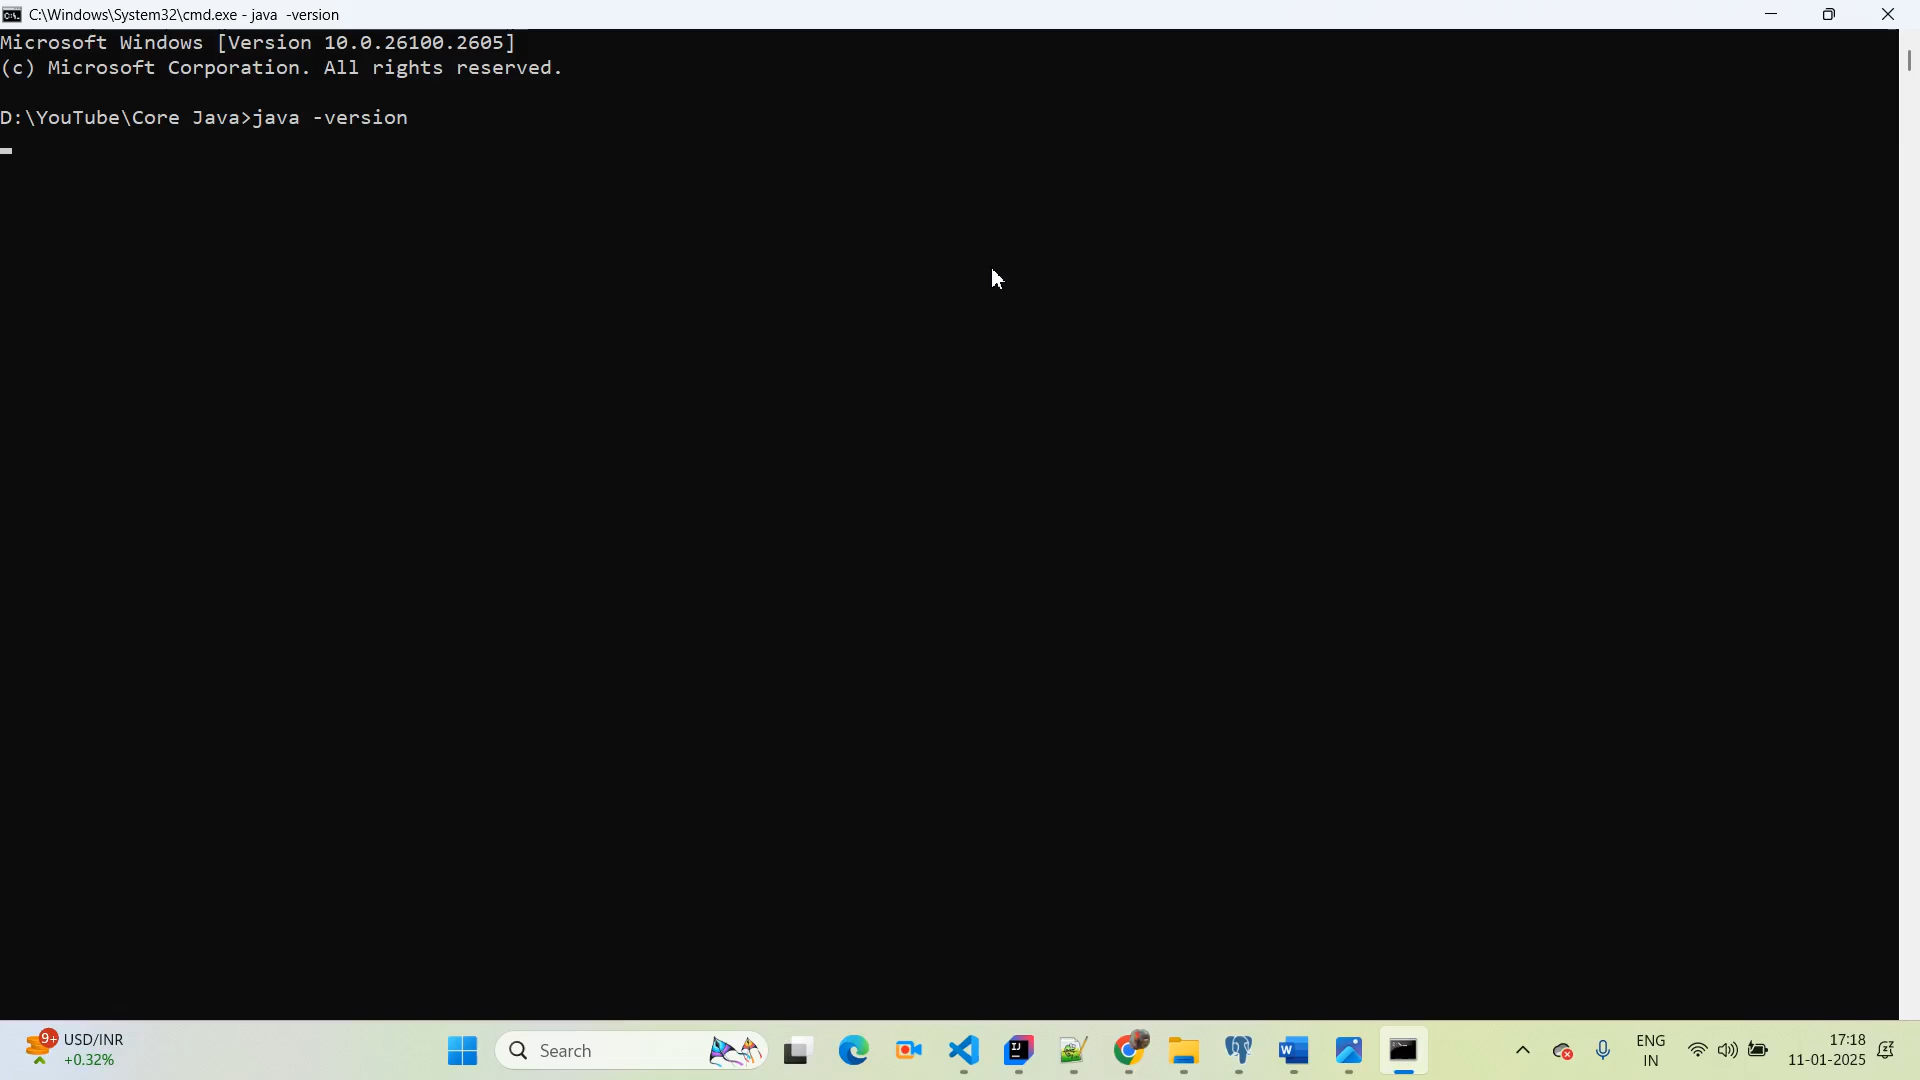 C:\Windows\System32\cmd.exe - java  -version
Microsoft Windows [Version 10.0.26100.2605]
(c) Microsoft Corporation. All rights reserved.
D:\YouTube\Core Java>java -version
9+
USD/INR
+0.32%
Search
ENG
IN
17:18
11-01-2025